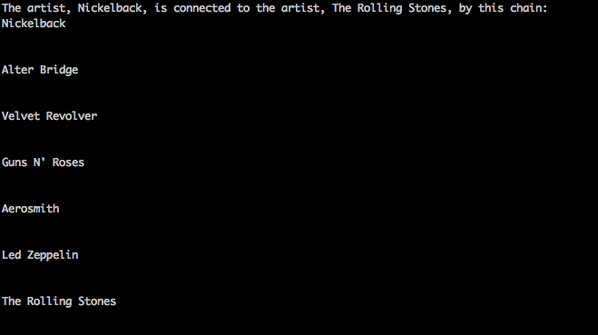 The artist, Nickelback, is connected to the artist, The Rolling Stones, by this chain:
Nickelback
Alter Bridge
Velvet Revolver
Guns N' Roses
Aerosmith
Led Zeppelin
The Rolling Stones